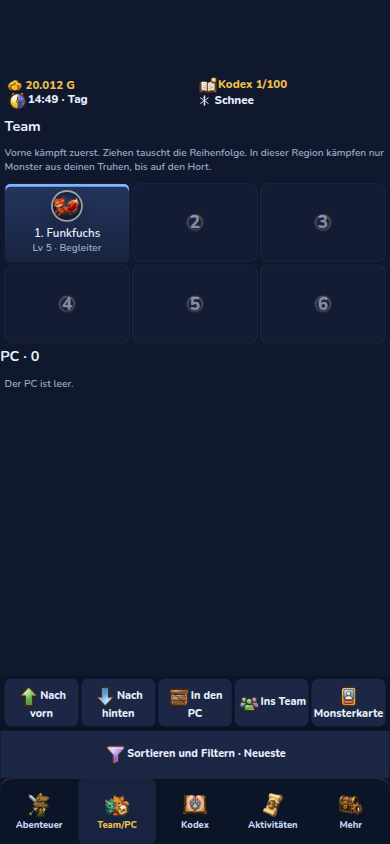 20.012 G
Kodex 1/100
14:49 · Tag
Schnee
Team
Vorne kämpft zuerst. Ziehen tauscht die Reihenfolge. In dieser Region kämpfen nur
Monster aus deinen Truhen, bis auf den Hort.
1. Funkfuchs
Lv 5 · Begleiter
2
3
4
5
6
PC · 0
Der PC ist leer.
Nach
vorn
Nach
hinten
In den
PC
Ins Team
Monsterkarte
Sortieren und Filtern · Neueste
Abenteuer
Team/PC
Kodex
Aktivitäten
Mehr